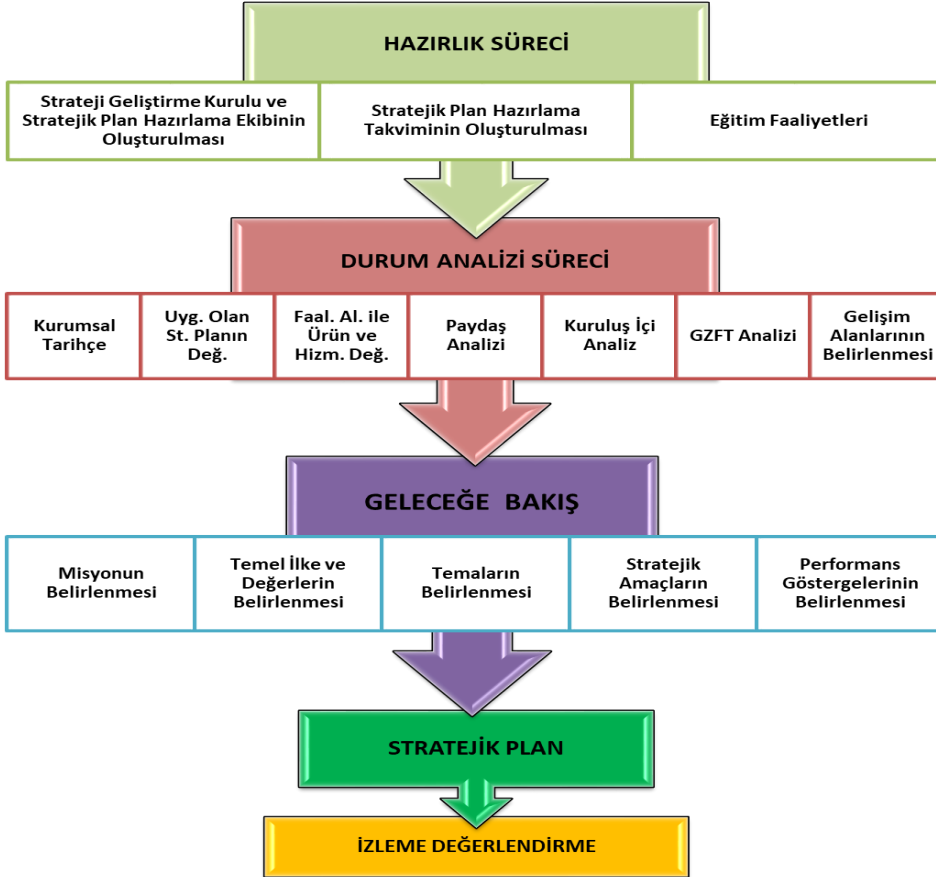 HAZIRLIK SÜRECİ
Strateji Geliştirme Kurulu ve
Stratejik Plan Hazırlama Ekibinin
Oluşturulması
Stratejik Plan Hazırlama
Takviminin Oluşturulması
Eğitim Faaliyetleri
DURUM ANALİZİ SÜRECİ
Kurumsal
Tarihçe
Uyg. Olan
St. Planın
Değ.
Faal. Al. ile
Ürün ve
Hizm. Değ.
Paydaş
Analizi
Kuruluş İçi
Analiz
GZFT Analizi
Gelişim
Alanlarının
Belirlenmesi
GELECEĞE BAKIŞ
Misyonun
Belirlenmesi
Temel İlke ve
Değerlerin
Belirlenmesi
Temaların
Belirlenmesi
Stratejik
Amaçların
Belirlenmesi
Performans
Göstergelerinin
Belirlenmesi
STRATEJİK PLAN
İZLEME DEĞERLENDİRME